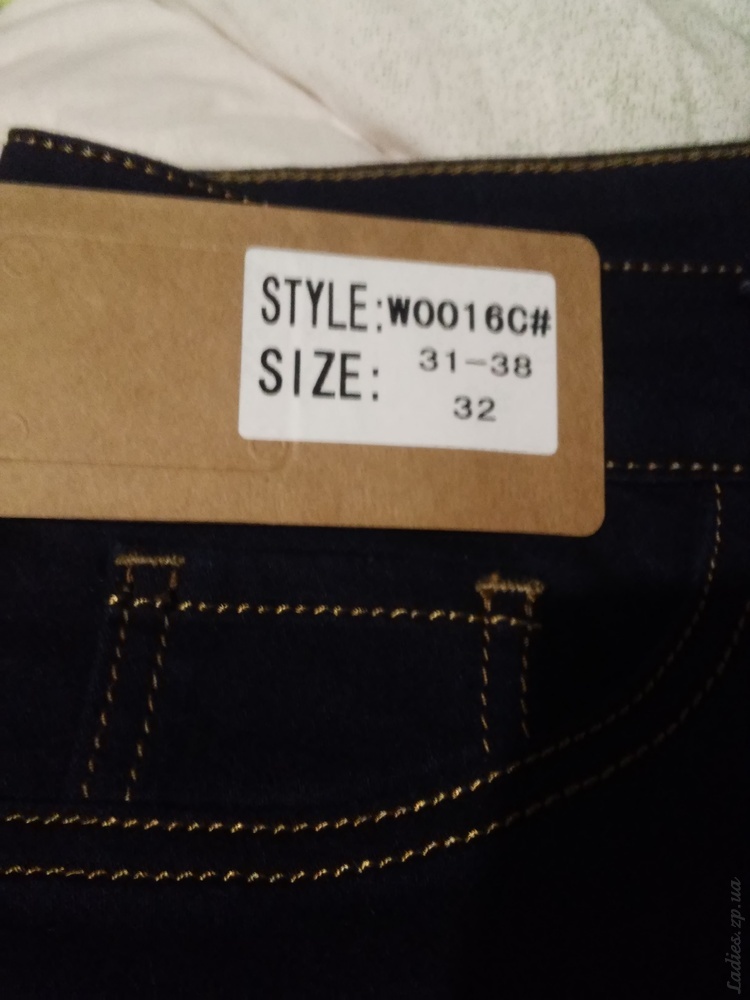 STYLE:W0016C#
SIZE: 31-38
32
Ladies.zp.ua